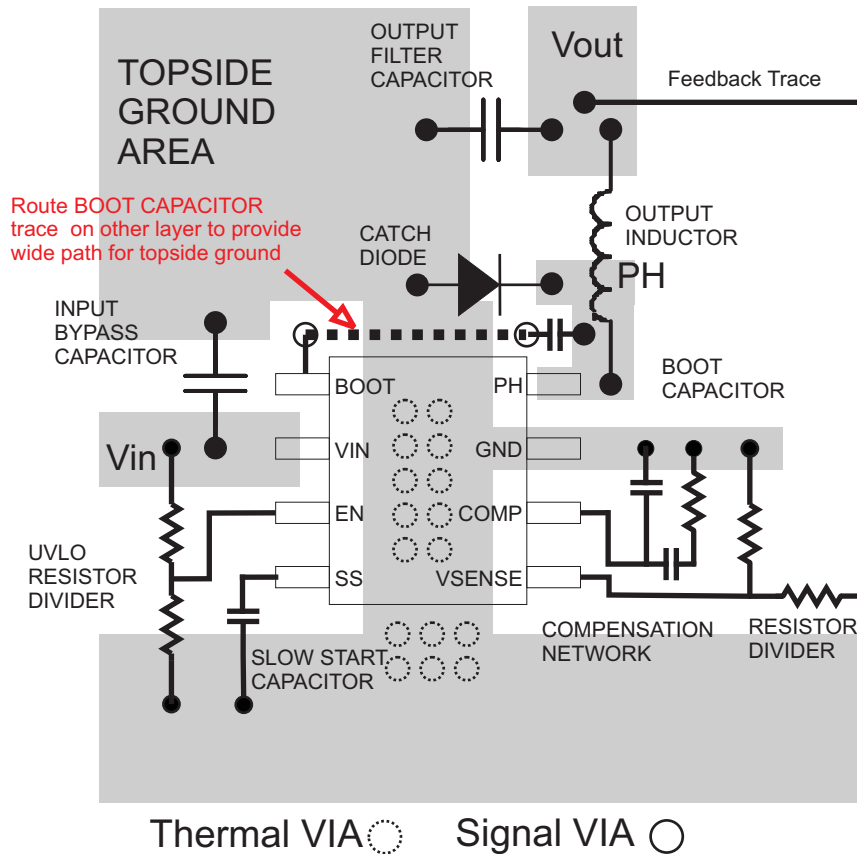 OUTPUT
FILTER
CAPACITOR
Vout
Feedback Trace
TOPSIDE
GROUND
AREA
Route BOOT CAPACITOR
trace on other layer to provide
wide path for topside ground
CATCH
DIODE
OUTPUT
INDUCTOR
PH
INPUT
BYPASS
CAPACITOR
BOOT
CAPACITOR
BOOT
PH
Vin
VIN
GND
EN
COMP
UVLO
RESISTOR
DIVIDER
SS
VSENSE
SLOW START
CAPACITOR
COMPENSATION
NETWORK
RESISTOR
DIVIDER
Thermal VIA
Signal VIA